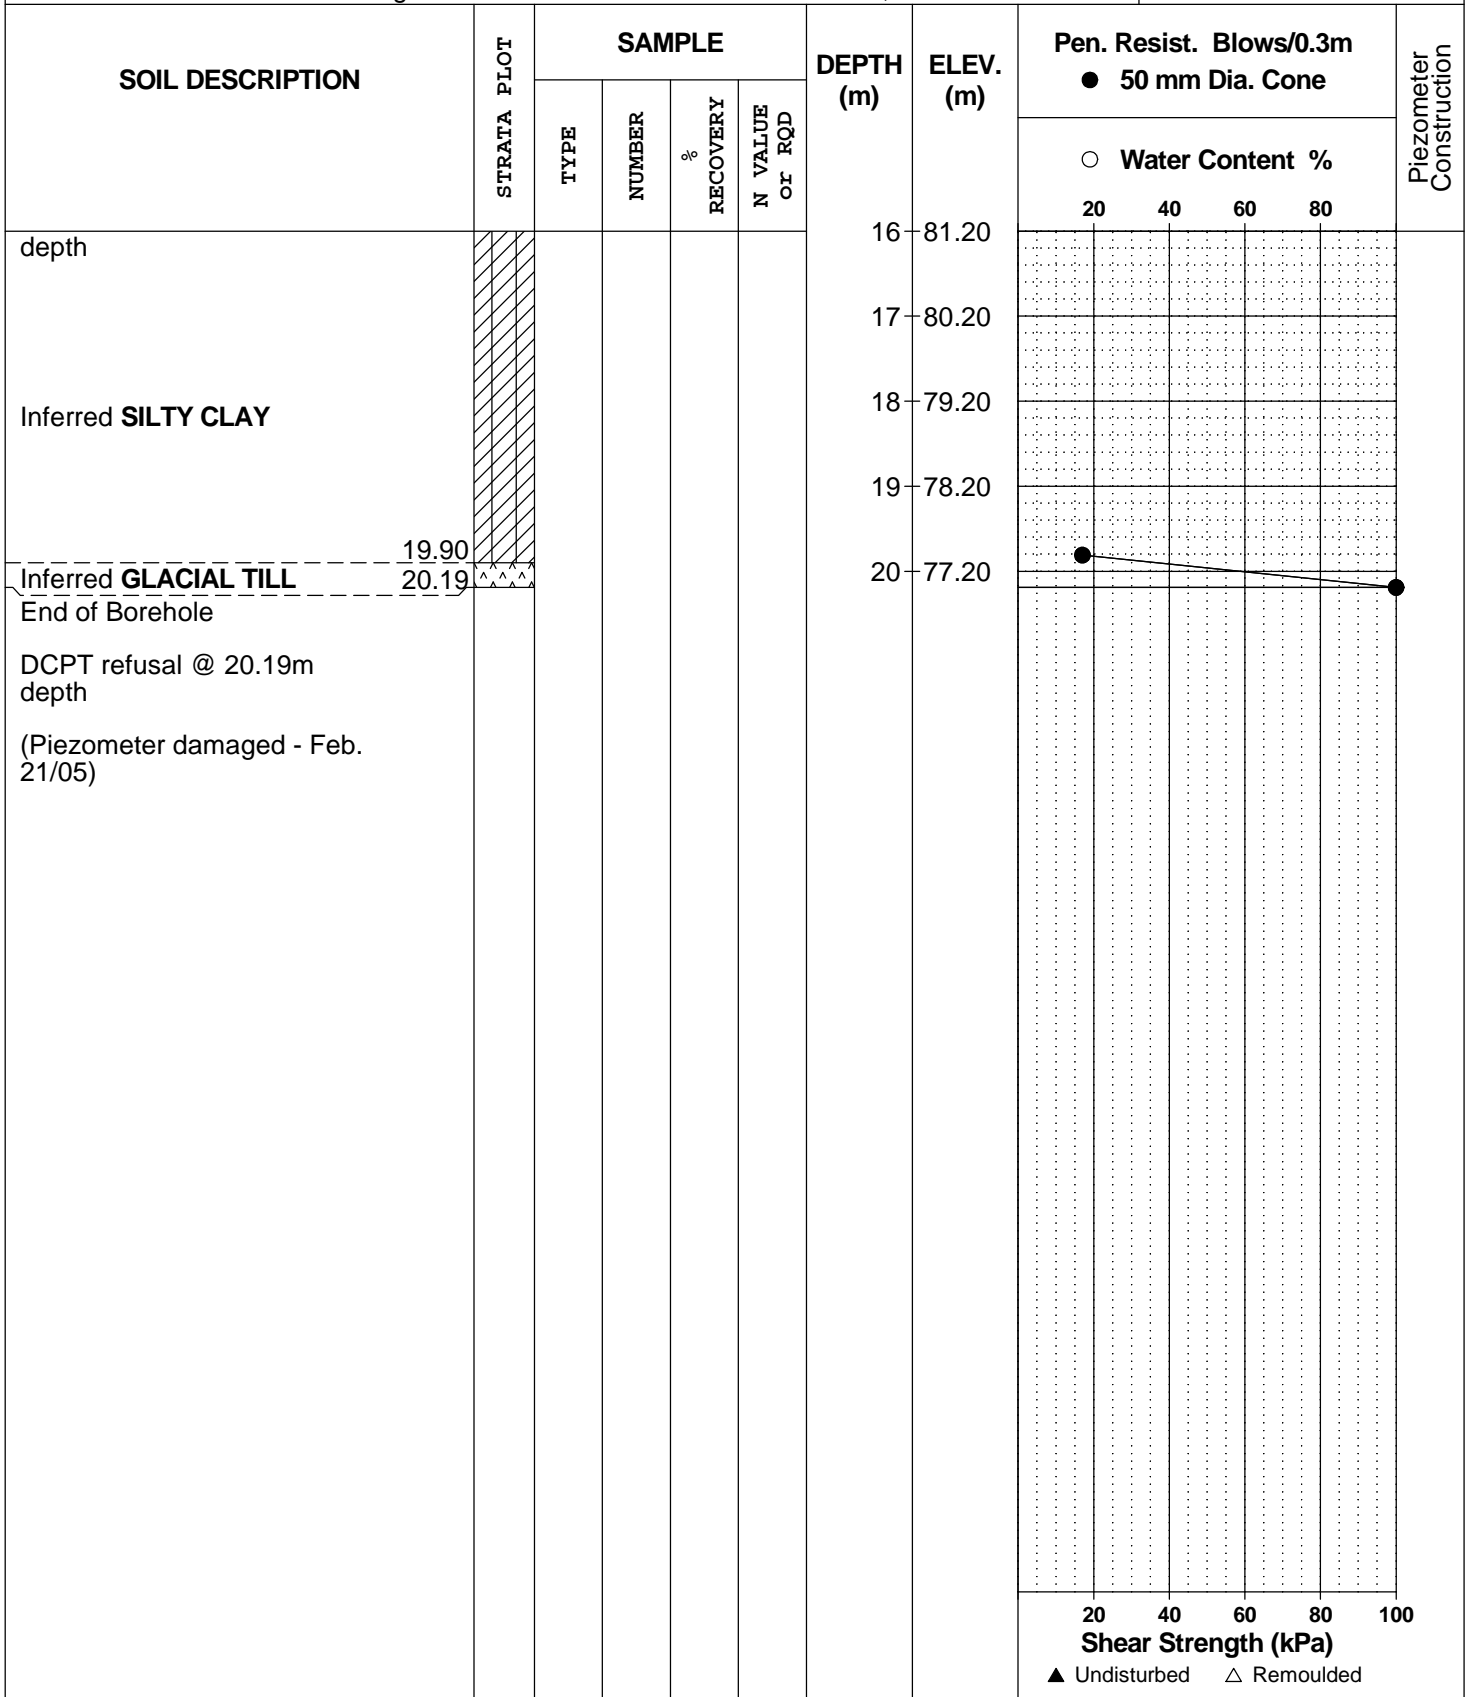 SOIL DESCRIPTION
STRATA PLOT
SAMPLE
TYPE
NUMBER
%
RECOVERY
N VALUE
or RQD
DEPTH
(m)
ELEV.
(m)
Pen. Resist. Blows/0.3m
● 50 mm Dia. Cone
○ Water Content %
20 40 60 80
Piezometer
Construction
16 81.20
depth
17 80.20
Inferred SILTY CLAY
18 79.20
19 78.20
19.90
20 77.20
Inferred GLACIAL TILL 20.19
End of Borehole
DCPT refusal @ 20.19m
depth
(Piezometer damaged - Feb.
21/05)
20 40 60 80 100
Shear Strength (kPa)
▲ Undisturbed △ Remoulded